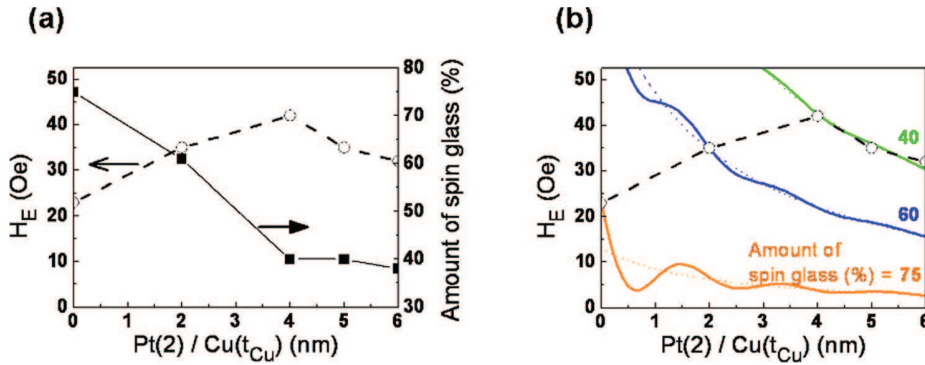 (a)
50
40
30
20
10
0
H_E (Oe)
0 1 2 3 4 5 6
Pt(2) / Cu(t_Cu) (nm)
80
70
60
50
40
30
Amount of spin glass (%)
(b)
50
40
30
20
10
0
H_E (Oe)
40
60
Amount of
spin glass (%) = 75
0 1 2 3 4 5 6
Pt(2) / Cu(t_Cu) (nm)